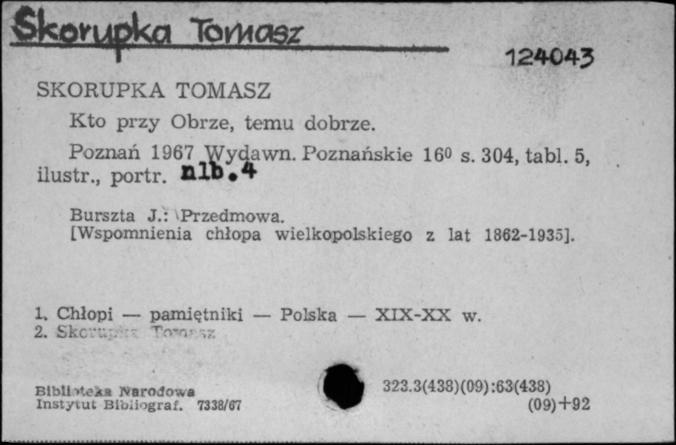 Skorupka Tomasz
124043
SKORUPKA TOMASZ
Kto przy Obrze, temu dobrze.
Poznań 1967 Wydawn. Poznańskie 16⁰ s. 304, tabl. 5,
ilustr., portr. nlb. 4
Burszta J.: Przedmowa.
[Wspomnienia chłopa wielkopolskiego z lat 1862-1935].
1. Chłopi — pamiętniki — Polska — XIX-XX w.
2. Skorupka Tomasz
Biblioteka Narodowa
Instytut Bibliograf. 7338/67
323.3(438)(09):63(438)
(09)+92